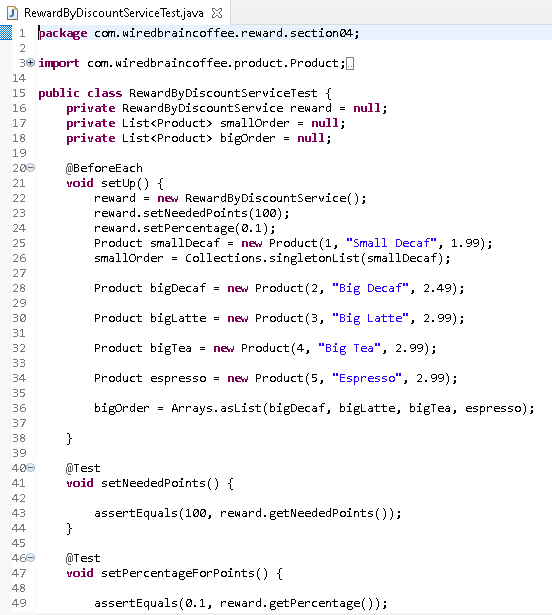 RewardByDiscountServiceTest.java
1 package com.wiredbraincoffee.reward.section04;
2
3 import com.wiredbraincoffee.product.Product;
14
15 public class RewardByDiscountServiceTest {
16 private RewardByDiscountService reward = null;
17 private List<Product> smallOrder = null;
18 private List<Product> bigOrder = null;
19
20 @BeforeEach
21 void setUp() {
22 reward = new RewardByDiscountService();
23 reward.setNeededPoints(100);
24 reward.setPercentage(0.1);
25 Product smallDecaf = new Product(1, "Small Decaf", 1.99);
26 smallOrder = Collections.singletonList(smallDecaf);
27
28 Product bigDecaf = new Product(2, "Big Decaf", 2.49);
29
30 Product bigLatte = new Product(3, "Big Latte", 2.99);
31
32 Product bigTea = new Product(4, "Big Tea", 2.99);
33
34 Product espresso = new Product(5, "Espresso", 2.99);
35
36 bigOrder = Arrays.asList(bigDecaf, bigLatte, bigTea, espresso);
37
38 }
39
40 @Test
41 void setNeededPoints() {
42
43 assertEquals(100, reward.getNeededPoints());
44 }
45
46 @Test
47 void setPercentageForPoints() {
48
49 assertEquals(0.1, reward.getPercentage());